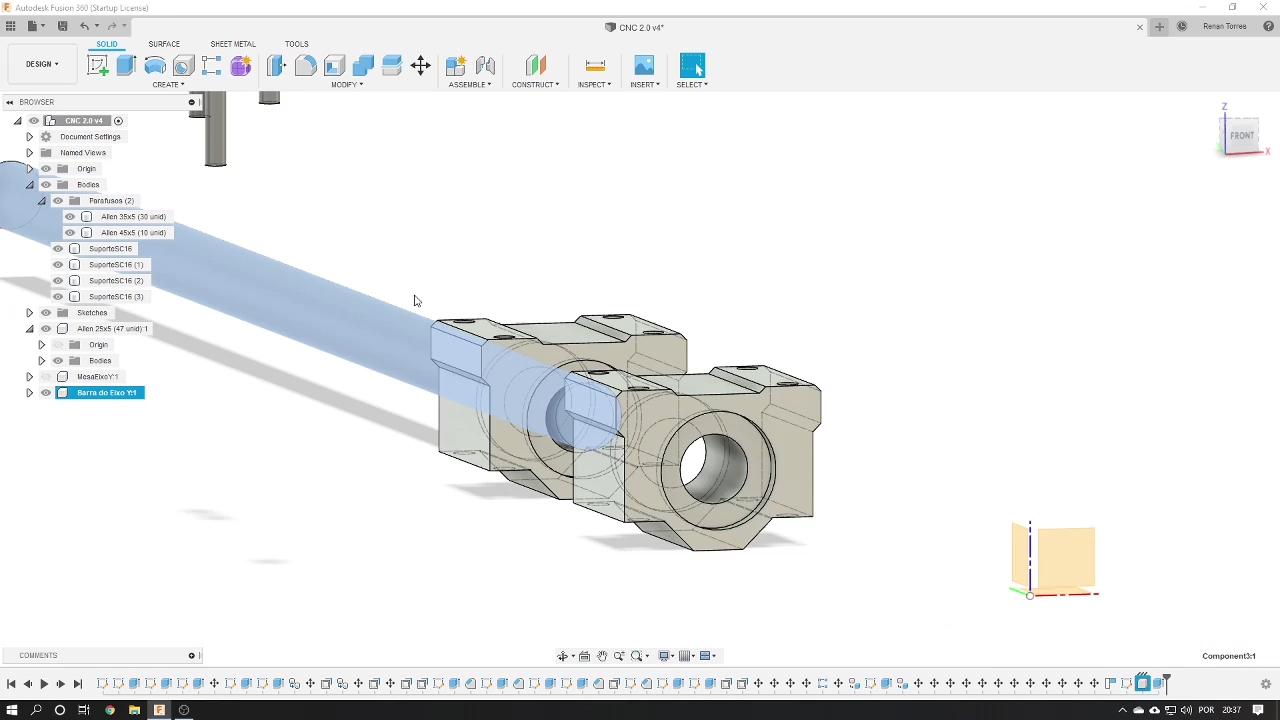 Autodesk Fusion 360 (Startup License)
CNC 2.0 v4*
Renan Torres
SOLID
SURFACE
SHEET METAL
TOOLS
DESIGN
CREATE
MODIFY
ASSEMBLE
CONSTRUCT
INSPECT
INSERT
SELECT
BROWSER
CNC 2.0 v4
Document Settings
Named Views
Origin
Bodies
Parafusos (2)
Allen 35x5 (30 unid)
Allen 45x5 (10 unid)
SuporteSC16
SuporteSC16 (1)
SuporteSC16 (2)
SuporteSC16 (3)
Sketches
Allen 25x5 (47 unid):1
Origin
Bodies
MesaEixoY:1
Barra do Eixo Y:1
Z
FRONT
X
COMMENTS
Component3:1
POR
20:37